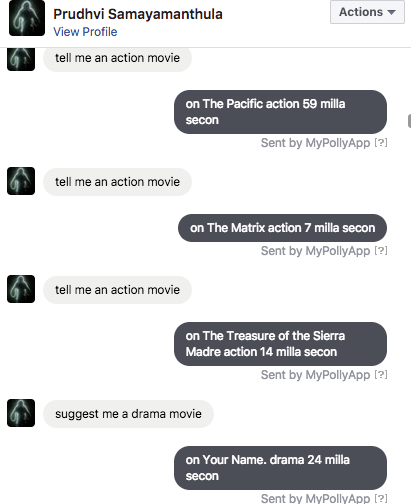 Prudhvi Samayamanthula
Actions
View Profile
tell me an action movie
on The Pacific action 59 milla
secon
Sent by MyPollyApp [?]
tell me an action movie
on The Matrix action 7 milla secon
Sent by MyPollyApp [?]
tell me an action movie
on The Treasure of the Sierra
Madre action 14 milla secon
Sent by MyPollyApp [?]
suggest me a drama movie
on Your Name. drama 24 milla
secon
Sent by MyPollyApp [?]